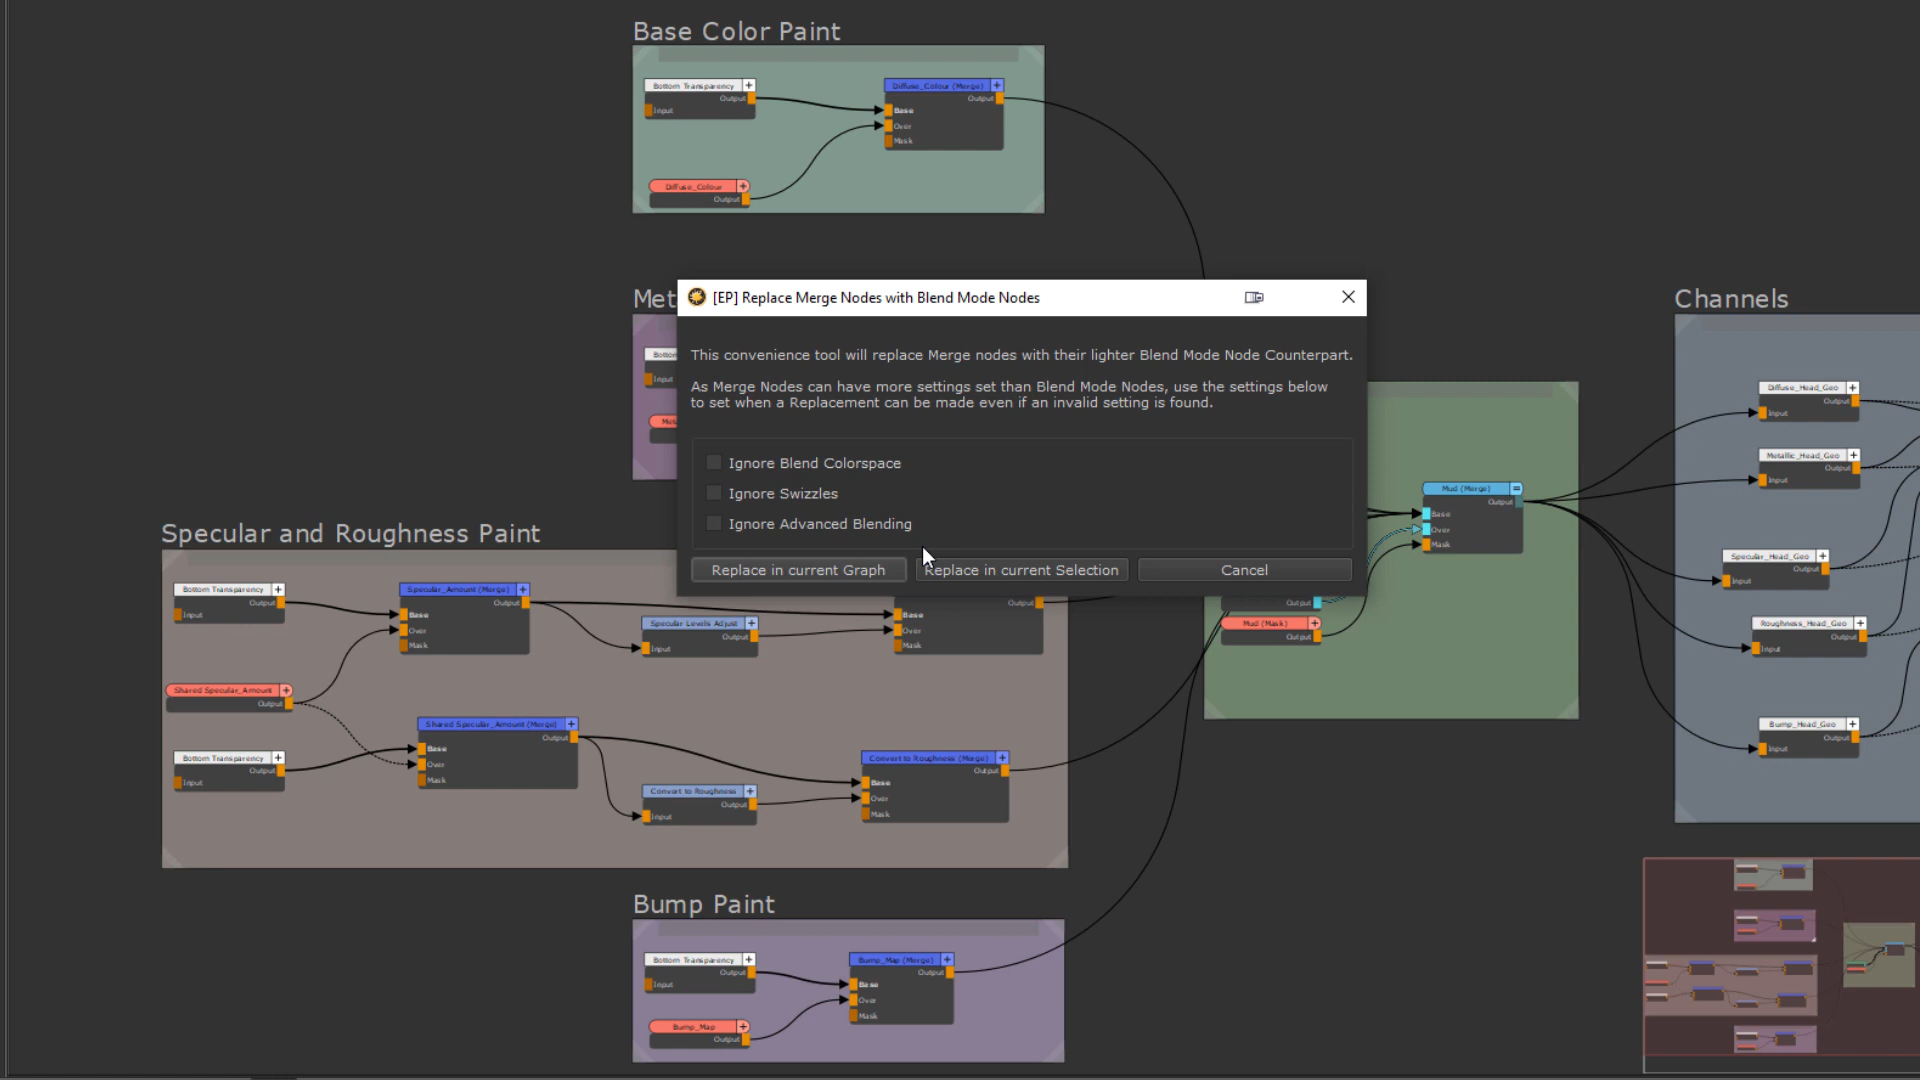 Base Color Paint
Bottom Transparency +
Output
Input
Diffuse_Colour (Merge) +
Output
Base
Over
Mask
Diffuse_Colour +
Output
Met
[EP] Replace Merge Nodes with Blend Mode Nodes
Channels
This convenience tool will replace Merge nodes with their lighter Blend Mode Node Counterpart.
As Merge Nodes can have more settings set than Blend Mode Nodes, use the settings below
to set when a Replacement can be made even if an invalid setting is found.
Ignore Blend Colorspace
Ignore Swizzles
Ignore Advanced Blending
Replace in current Graph
Replace in current Selection
Cancel
Botto
Input
Meta
Mud (Merge) =
Output
Base
Over
Mask
Output
Mud (Mask) +
Output
Diffuse_Head_Geo +
Output
Input
Metallic_Head_Geo +
Output
Input
Specular_Head_Geo +
Output
Input
Roughness_Head_Geo +
Output
Input
Bump_Head_Geo +
Output
Input
Specular and Roughness Paint
Bottom Transparency +
Output
Input
Specular_Amount (Merge) +
Output
Base
Over
Mask
Specular Levels Adjust +
Output
Input
Output
Base
Over
Mask
Shared Specular_Amount +
Output
Shared Specular_Amount (Merge) +
Output
Base
Over
Mask
Bottom Transparency +
Output
Input
Convert to Roughness +
Output
Input
Convert to Roughness (Merge) +
Output
Base
Over
Mask
Bump Paint
Bottom Transparency +
Output
Input
Bump_Map (Merge) +
Output
Base
Over
Mask
Bump_Map +
Output